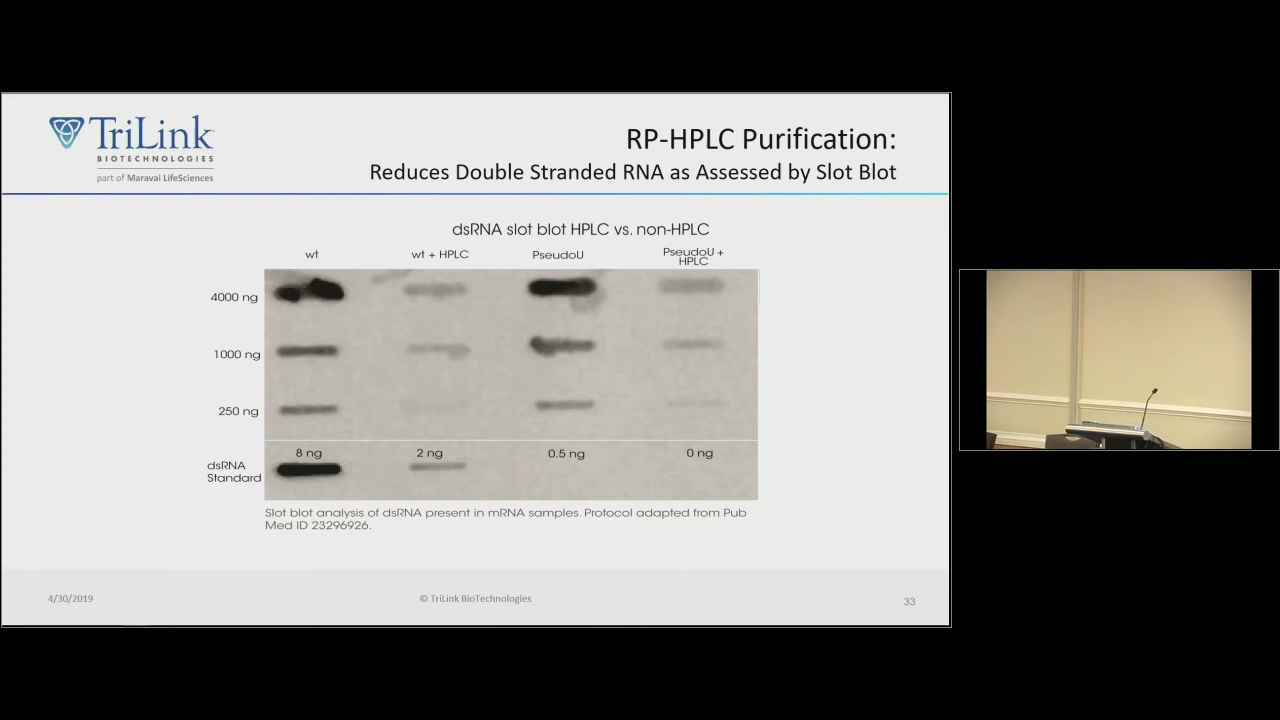 TriLink
BIOTECHNOLOGIES
part of Maravai LifeSciences
RP-HPLC Purification:
Reduces Double Stranded RNA as Assessed by Slot Blot
dsRNA slot blot HPLC vs. non-HPLC
wt
wt + HPLC
PseudoU
PseudoU +
HPLC
4000 ng
1000 ng
250 ng
8 ng
2 ng
0.5 ng
0 ng
dsRNA
Standard
Slot blot analysis of dsRNA present in mRNA samples. Protocol adapted from Pub
Med ID 23296926.
4/30/2019
© TriLink BioTechnologies
33